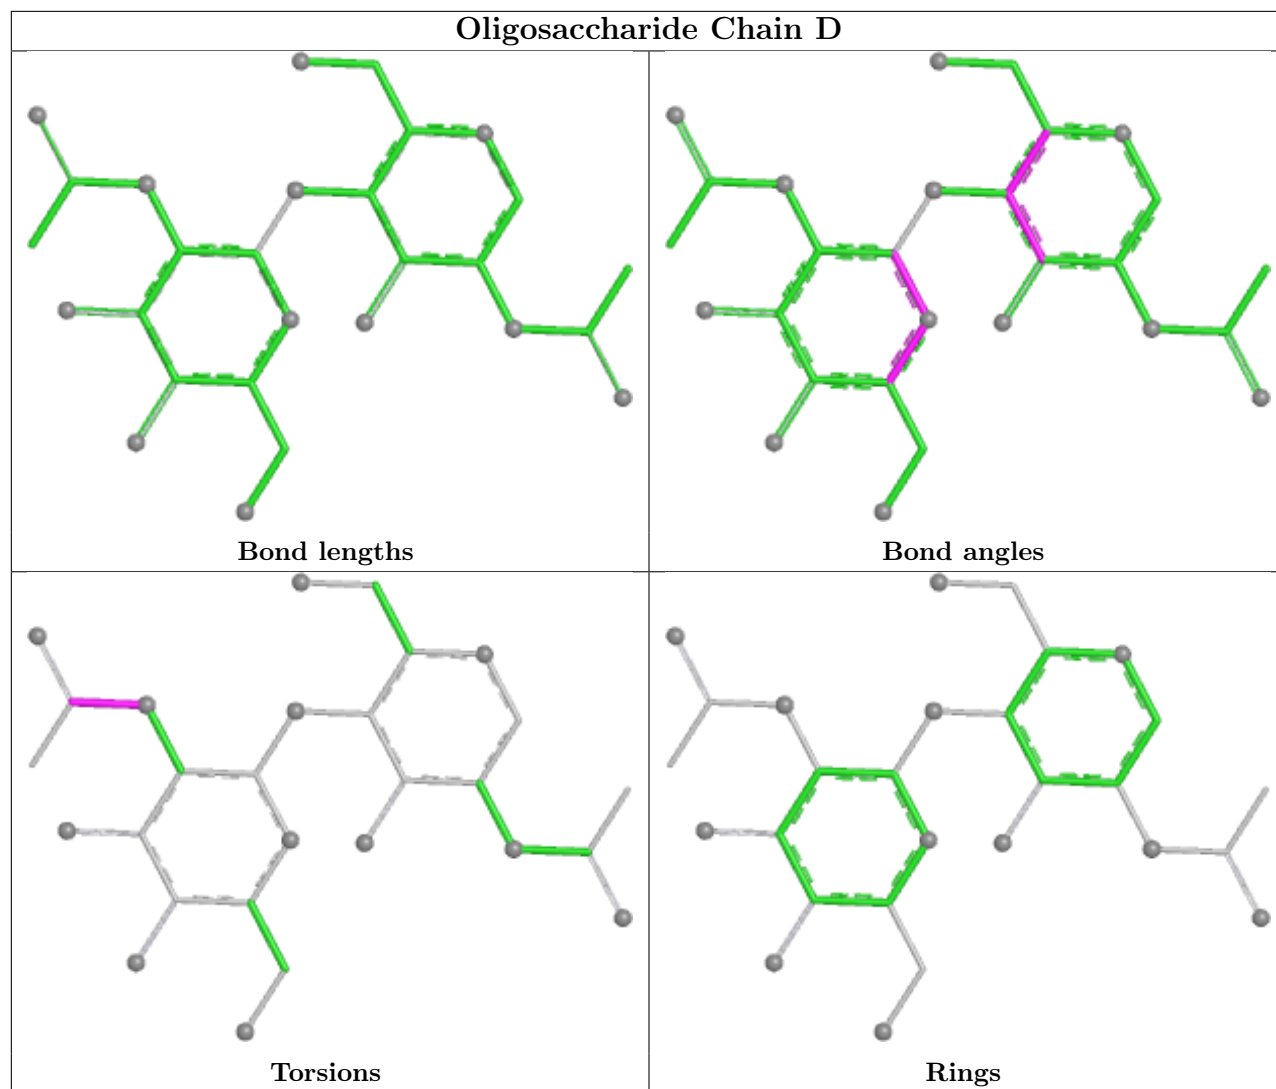 Oligosaccharide Chain D
Bond lengths
Bond angles
Torsions
Rings